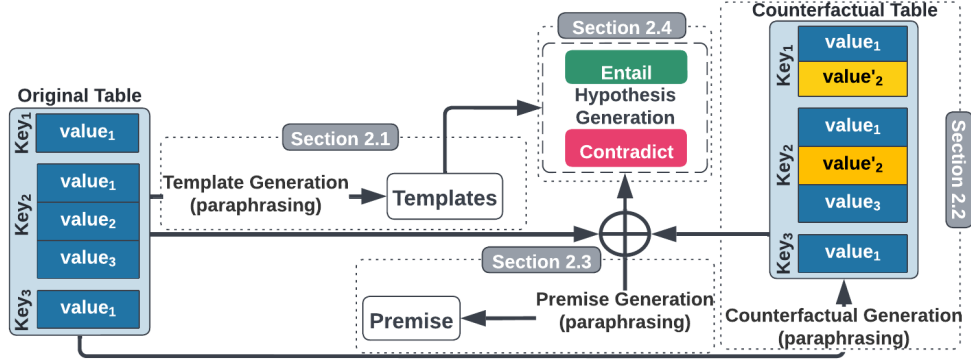 Original Table
Key₁
value₁
Key₂
value₁
value₂
value₃
Key₃
value₁
Section 2.1
Template Generation
(paraphrasing)
Templates
Section 2.4
Entail
Hypothesis
Generation
Contradict
Section 2.3
Premise
Premise Generation
(paraphrasing)
Counterfactual Table
Key₁
value₁
value'₂
Key₂
value₁
value'₂
value₃
Key₃
value₁
Section 2.2
Counterfactual Generation
(paraphrasing)